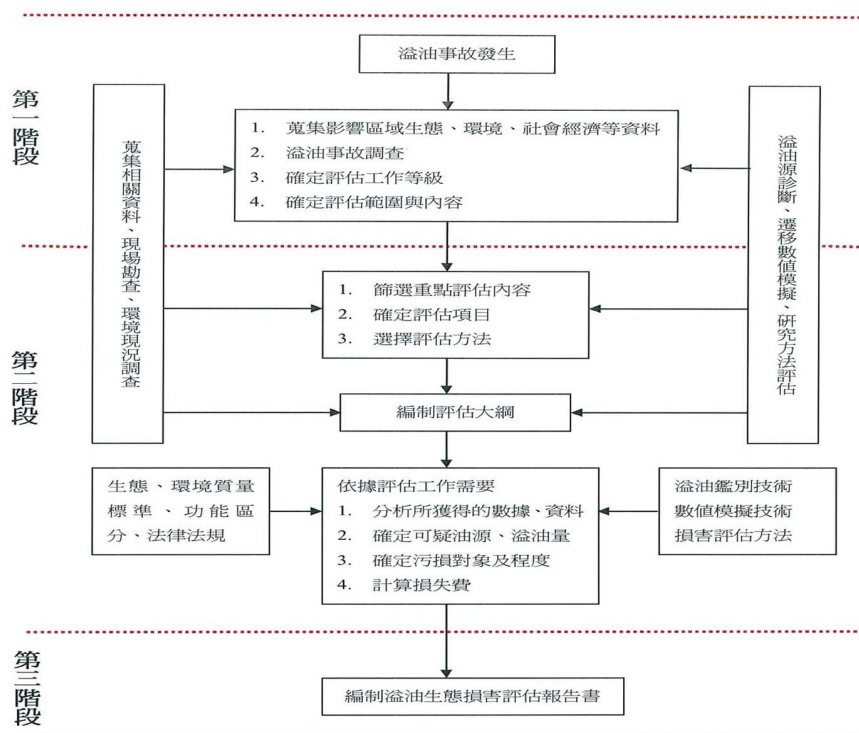 溢油事故發生
第一階段
蒐集相關資料、現場勘查、環境現況調查
1. 蒐集影響區域生態、環境、社會經濟等資料
2. 溢油事故調查
3. 確定評估工作等級
4. 確定評估範圍與內容
溢油源診斷、遷移數值模擬、研究方法評估
第二階段
1. 篩選重點評估內容
2. 確定評估項目
3. 選擇評估方法
編制評估大綱
生態、環境質量
標準、功能區
分、法律法規
依據評估工作需要
1. 分析所獲得的數據、資料
2. 確定可疑油源、溢油量
3. 確定污損對象及程度
4. 計算損失費
溢油鑑別技術
數值模擬技術
損害評估方法
第三階段
編制溢油生態損害評估報告書